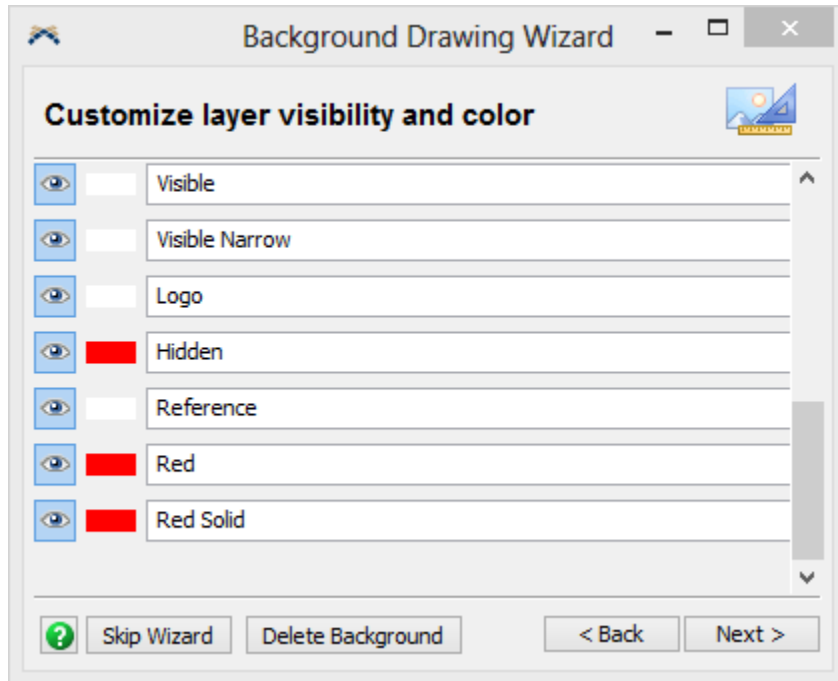 Background Drawing Wizard
Customize layer visibility and color
Visible
Visible Narrow
Logo
Hidden
Reference
Red
Red Solid
? Skip Wizard Delete Background < Back Next >